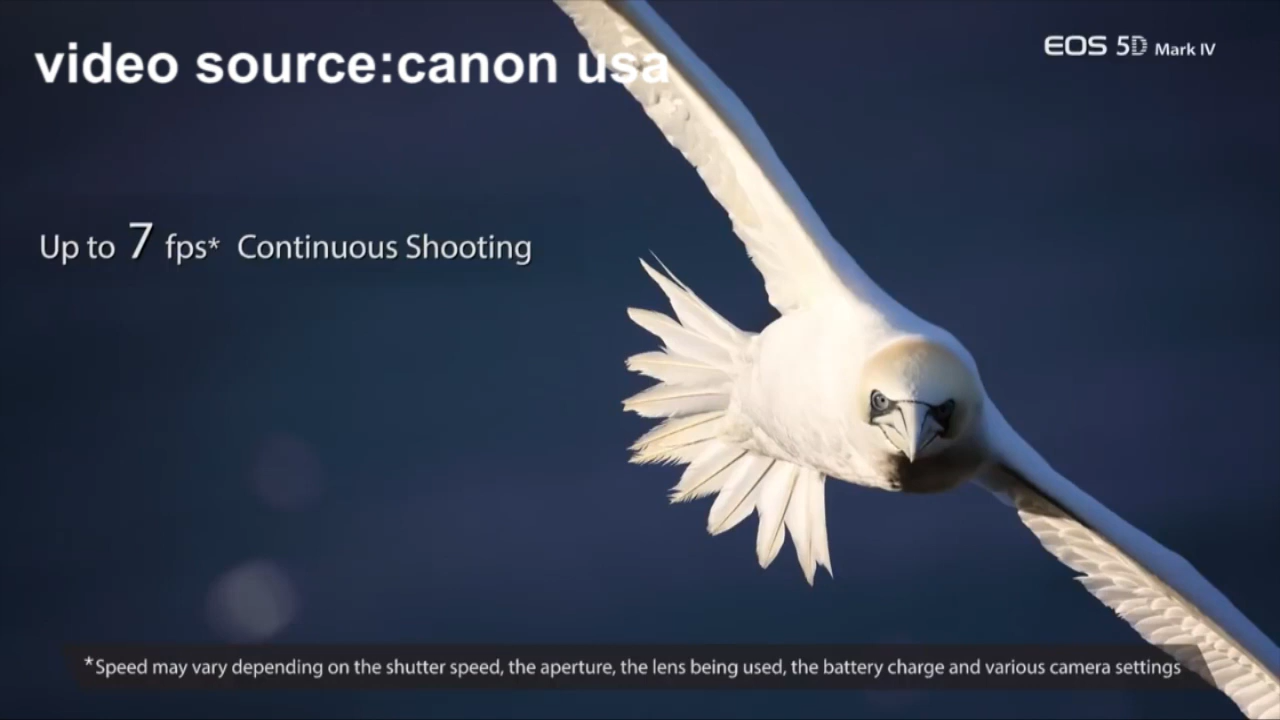 video source:canon usa
EOS 5D Mark IV
Up to 7 fps* Continuous Shooting
*Speed may vary depending on the shutter speed, the aperture, the lens being used, the battery charge and various camera settings